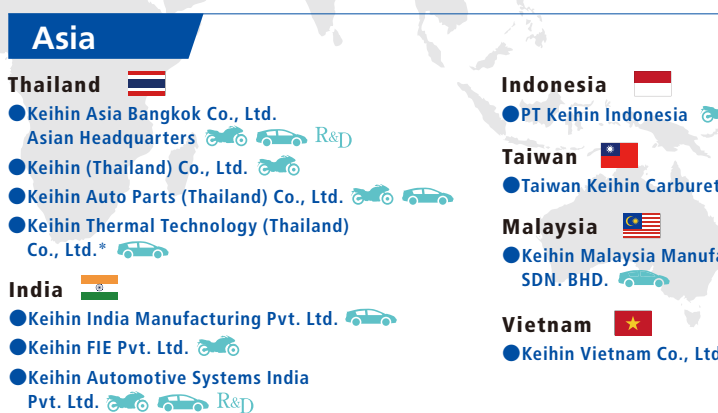 Asia
Thailand
●Keihin Asia Bangkok Co., Ltd.
Asian Headquarters R&D
●Keihin (Thailand) Co., Ltd.
●Keihin Auto Parts (Thailand) Co., Ltd.
●Keihin Thermal Technology (Thailand)
Co., Ltd.*
India
●Keihin India Manufacturing Pvt. Ltd.
●Keihin FIE Pvt. Ltd.
●Keihin Automotive Systems India
Pvt. Ltd. R&D
Indonesia
●PT Keihin Indonesia
Taiwan
●Taiwan Keihin Carburet
Malaysia
●Keihin Malaysia Manufa
SDN. BHD.
Vietnam
●Keihin Vietnam Co., Ltd